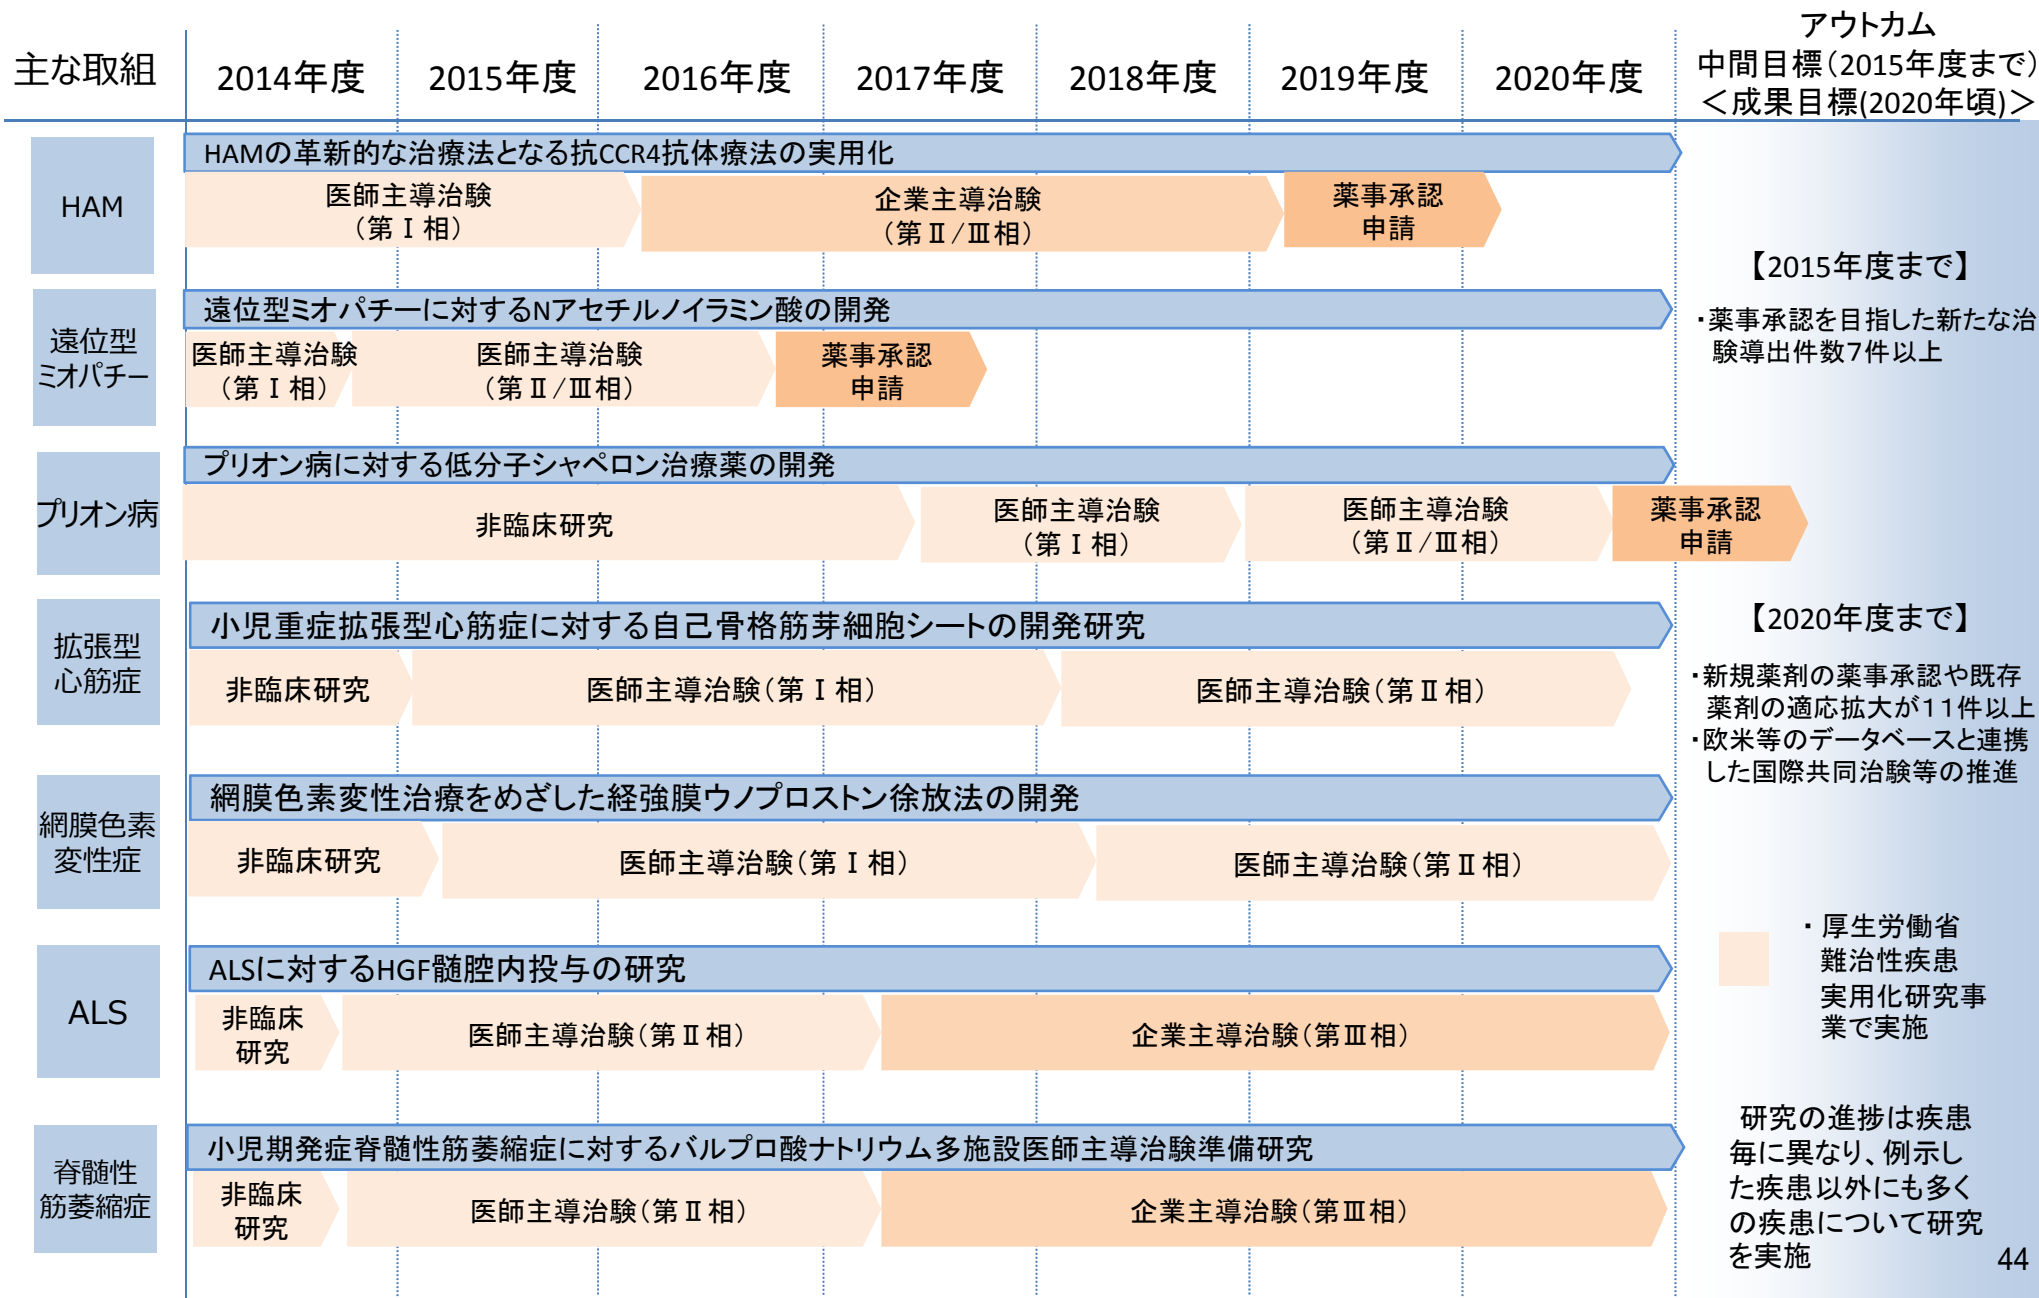 主な取組
2014年度
2015年度
2016年度
2017年度
2018年度
2019年度
2020年度
アウトカム
中間目標(2015年度まで)
<成果目標(2020年頃)>
HAM
HAMの革新的な治療法となる抗CCR4抗体療法の実用化
医師主導治験
(第Ⅰ相)
企業主導治験
(第Ⅱ/Ⅲ相)
薬事承認
申請
遠位型
ミオパチー
遠位型ミオパチーに対するNアセチルノイラミン酸の開発
医師主導治験
(第Ⅰ相)
医師主導治験
(第Ⅱ/Ⅲ相)
薬事承認
申請
プリオン病
プリオン病に対する低分子シャペロン治療薬の開発
非臨床研究
医師主導治験
(第Ⅰ相)
医師主導治験
(第Ⅱ/Ⅲ相)
薬事承認
申請
拡張型
心筋症
小児重症拡張型心筋症に対する自己骨格筋芽細胞シートの開発研究
非臨床研究
医師主導治験(第Ⅰ相)
医師主導治験(第Ⅱ相)
網膜色素
変性症
網膜色素変性治療をめざした経強膜ウノプロストン徐放法の開発
非臨床研究
医師主導治験(第Ⅰ相)
医師主導治験(第Ⅱ相)
ALS
ALSに対するHGF髄腔内投与の研究
非臨床
研究
医師主導治験(第Ⅱ相)
企業主導治験(第Ⅲ相)
脊髄性
筋萎縮症
小児期発症脊髄性筋萎縮症に対するバルプロ酸ナトリウム多施設医師主導治験準備研究
非臨床
研究
医師主導治験(第Ⅱ相)
企業主導治験(第Ⅲ相)
【2015年度まで】
・薬事承認を目指した新たな治
験導出件数7件以上
【2020年度まで】
・新規薬剤の薬事承認や既存
薬剤の適応拡大が11件以上
・欧米等のデータベースと連携
した国際共同治験等の推進
・厚生労働省
難治性疾患
実用化研究事
業で実施
研究の進捗は疾患
毎に異なり、例示し
た疾患以外にも多く
の疾患について研究
を実施
44